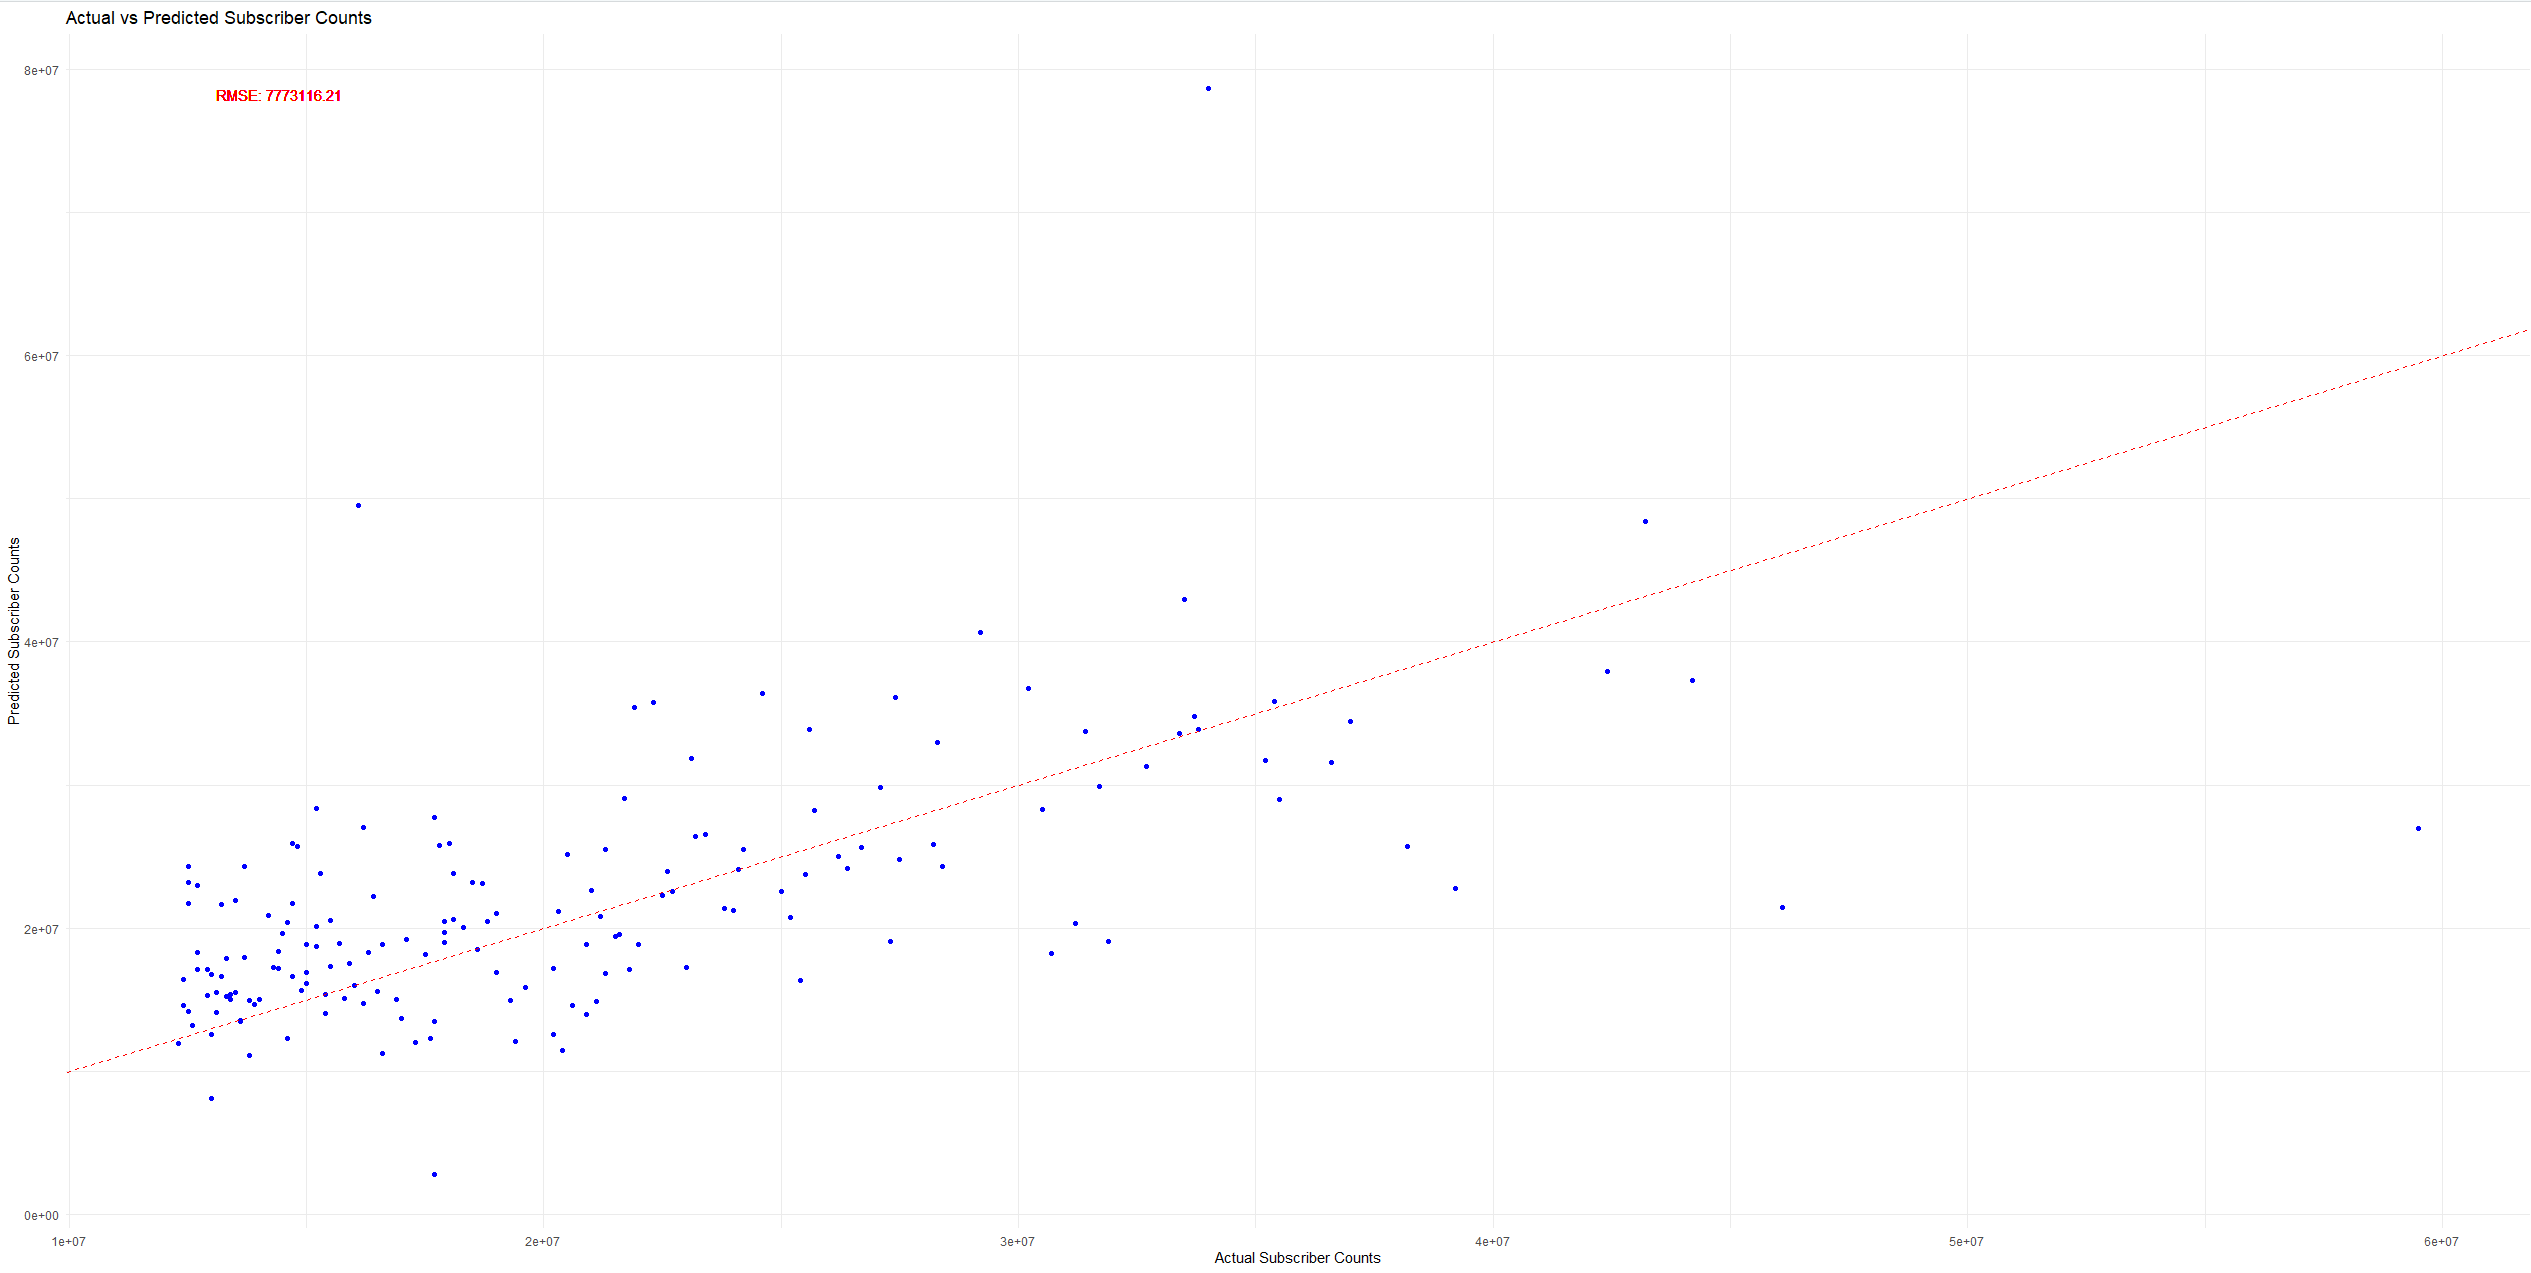 Actual vs Predicted Subscriber Counts
8e+07
RMSE: 7773116.21
6e+07
Predicted Subscriber Counts
4e+07
2e+07
0e+00
1e+07
2e+07
3e+07
4e+07
5e+07
6e+07
Actual Subscriber Counts